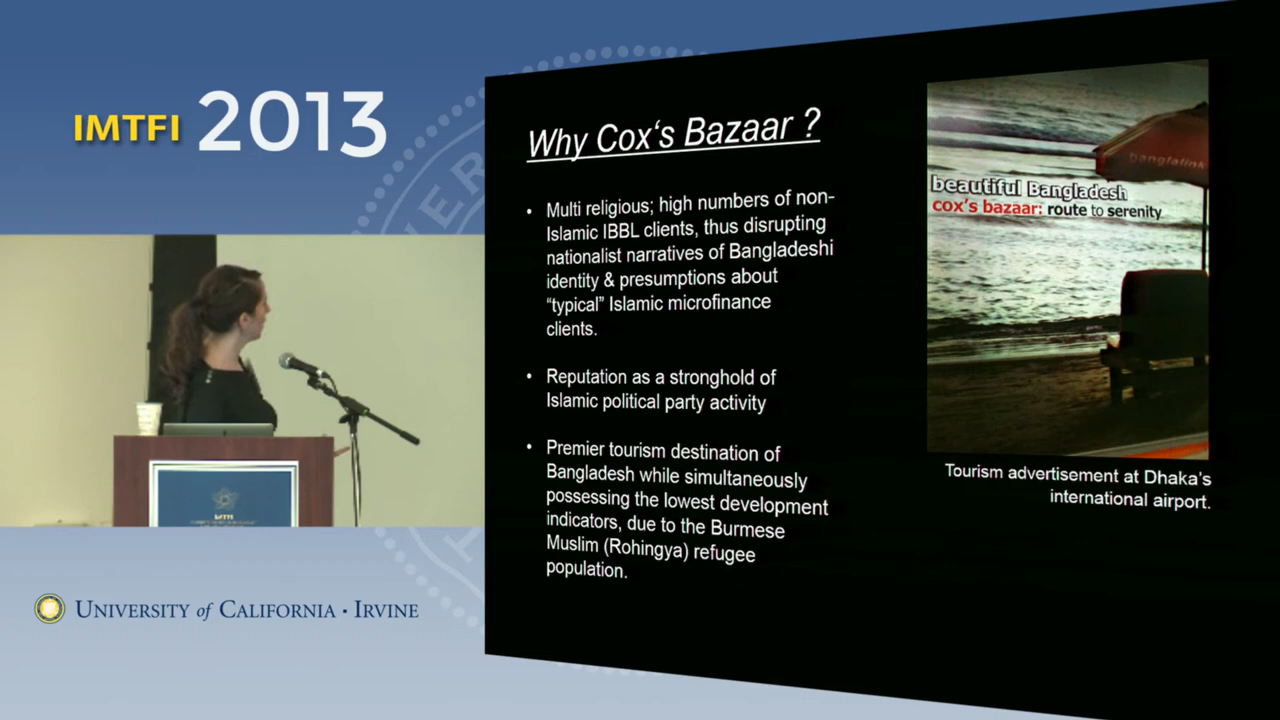 IMTFI 2013
Why Cox's Bazaar ?
• Multi religious; high numbers of non-
Islamic IBBL clients, thus disrupting
nationalist narratives of Bangladeshi
identity & presumptions about
“typical” Islamic microfinance
clients.
• Reputation as a stronghold of
Islamic political party activity
• Premier tourism destination of
Bangladesh while simultaneously
possessing the lowest development
indicators, due to the Burmese
Muslim (Rohingya) refugee
population.
banglalink
beautiful Bangladesh
cox's bazaar: route to serenity
Tourism advertisement at Dhaka's
international airport.
IMTFI
UNIVERSITY of CALIFORNIA • IRVINE